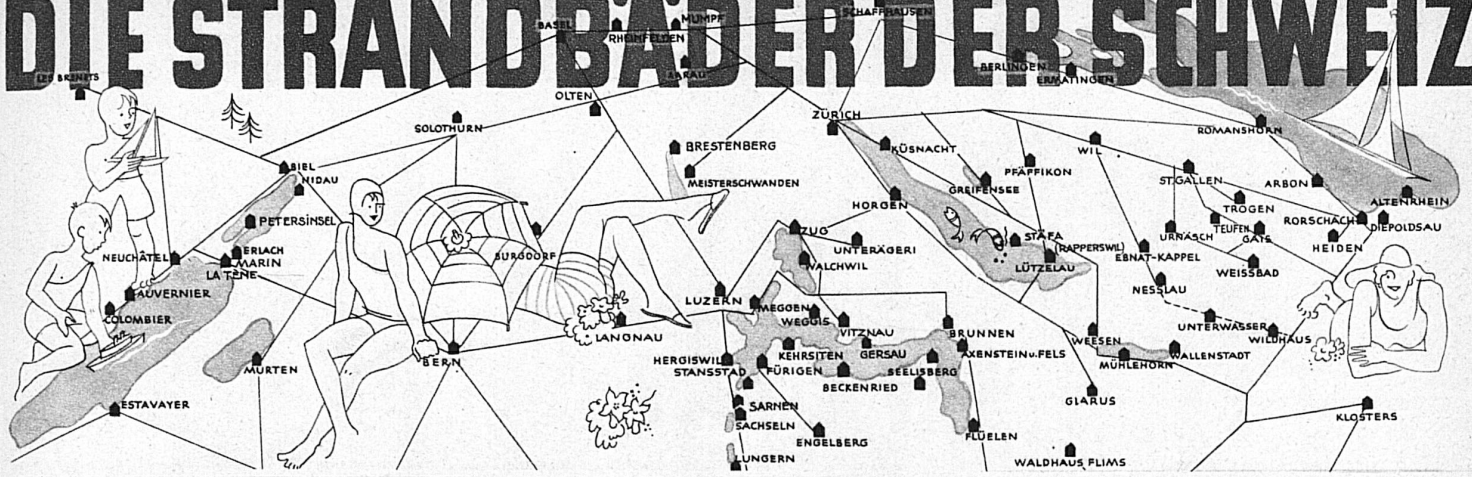 DIE STRANDBÄDER DER SCHWEIZ
BASEL
RHEINFELDEN
MUMPF
SCHAFFHAUSEN
LES BRENETS
AARAU
BERLINGEN
ERMATINGEN
OLTEN
SOLOTHURN
ZÜRICH
ROMANSHORN
BRESTENBERG
KÜSNACHT
WIL
BIEL
NIDAU
MEISTERSCHWANDEN
PFÄFFIKON
GREIFENSEE
ST.GALLEN
ARBON
ALTENRHEIN
HORGEN
TROGEN
PETERSINSEL
RORSCHACH
DIEPOLDSAU
TEUFEN
ZUG
STÄFA
URNÄSCH
GAIS
HEIDEN
UNTERÄGERI
(RAPPERSWIL)
ERLACH
MARIN
LA TÈNE
NEUCHÂTEL
BURGDORF
WALCHWIL
LÜTZELAU
EBNAT-KAPPEL
WEISSBAD
AUVERNIER
LUZERN
NESSLAU
MEGGEN
COLOMBIER
WEGGIS
UNTERWASSER
WILDHAUS
LANGNAU
VITZNAU
BRUNNEN
WEESEN
BERN
HERGISWIL
KEHRSITEN
GERSAU
AXENSTEIN u. FELS
WALLENSTADT
MURTEN
STANSSTAD
FÜRIGEN
SEELISBERG
MÜHLEHORN
BECKENRIED
ESTAVAYER
SARNEN
GLARUS
KLOSTERS
SACHSELN
ENGELBERG
FLÜELEN
LUNGERN
WALDHAUS FLIMS